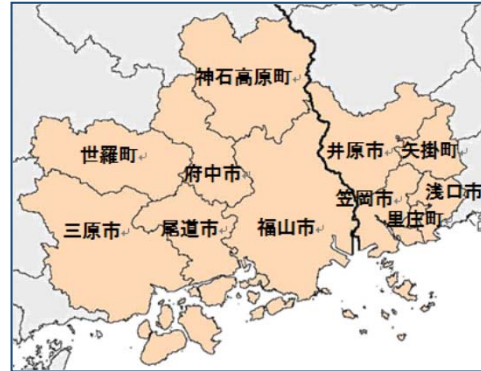 神石高原町
世羅町
府中市
井原市
矢掛町
笠岡市
浅口市
里庄町
三原市
尾道市
福山市